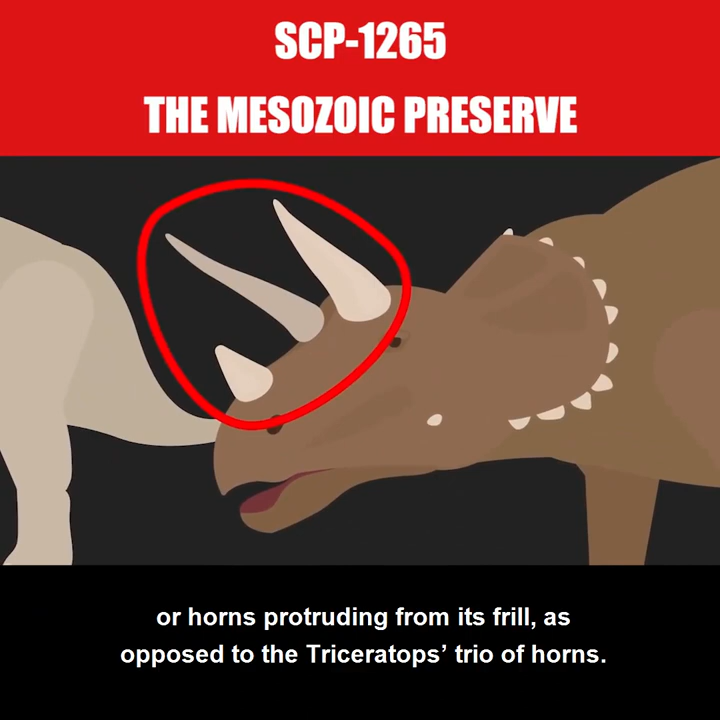 SCP-1265
THE MESOZOIC PRESERVE
or horns protruding from its frill, as
opposed to the Triceratops’ trio of horns.